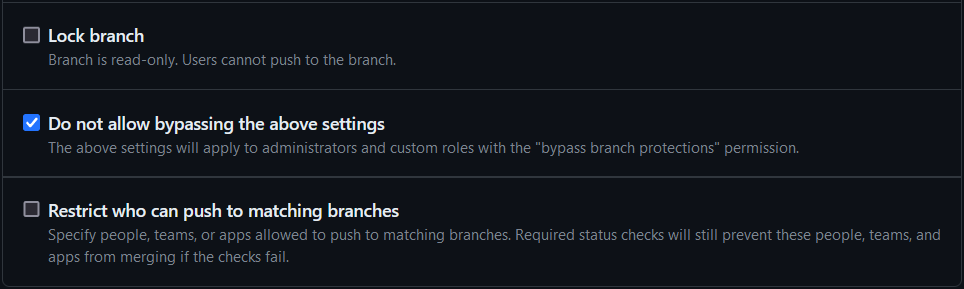 Lock branch
Branch is read-only. Users cannot push to the branch.
Do not allow bypassing the above settings
The above settings will apply to administrators and custom roles with the "bypass branch protections" permission.
Restrict who can push to matching branches
Specify people, teams, or apps allowed to push to matching branches. Required status checks will still prevent these people, teams, and
apps from merging if the checks fail.